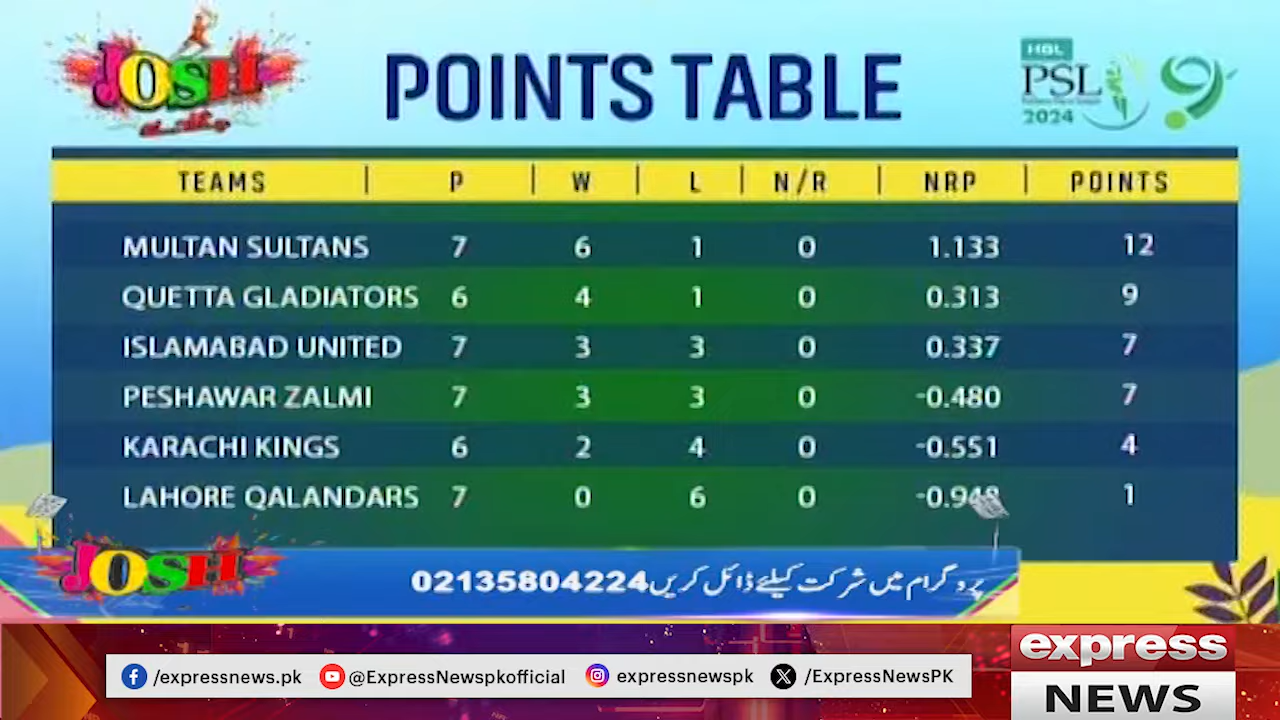 JOSH
POINTS TABLE
HBL
PSL
2024
9
TEAMS P W L N/R NRP POINTS
MULTAN SULTANS 7 6 1 0 1.133 12
QUETTA GLADIATORS 6 4 1 0 0.313 9
ISLAMABAD UNITED 7 3 3 0 0.337 7
PESHAWAR ZALMI 7 3 3 0 -0.480 7
KARACHI KINGS 6 2 4 0 -0.551 4
LAHORE QALANDARS 7 0 6 0 -0.948 1
JOSH
پروگرام میں شرکت کیلئے ڈائل کریں 02135804224
/expressnews.pk @ExpressNewspkofficial expressnewspk /ExpressNewsPK
express
NEWS